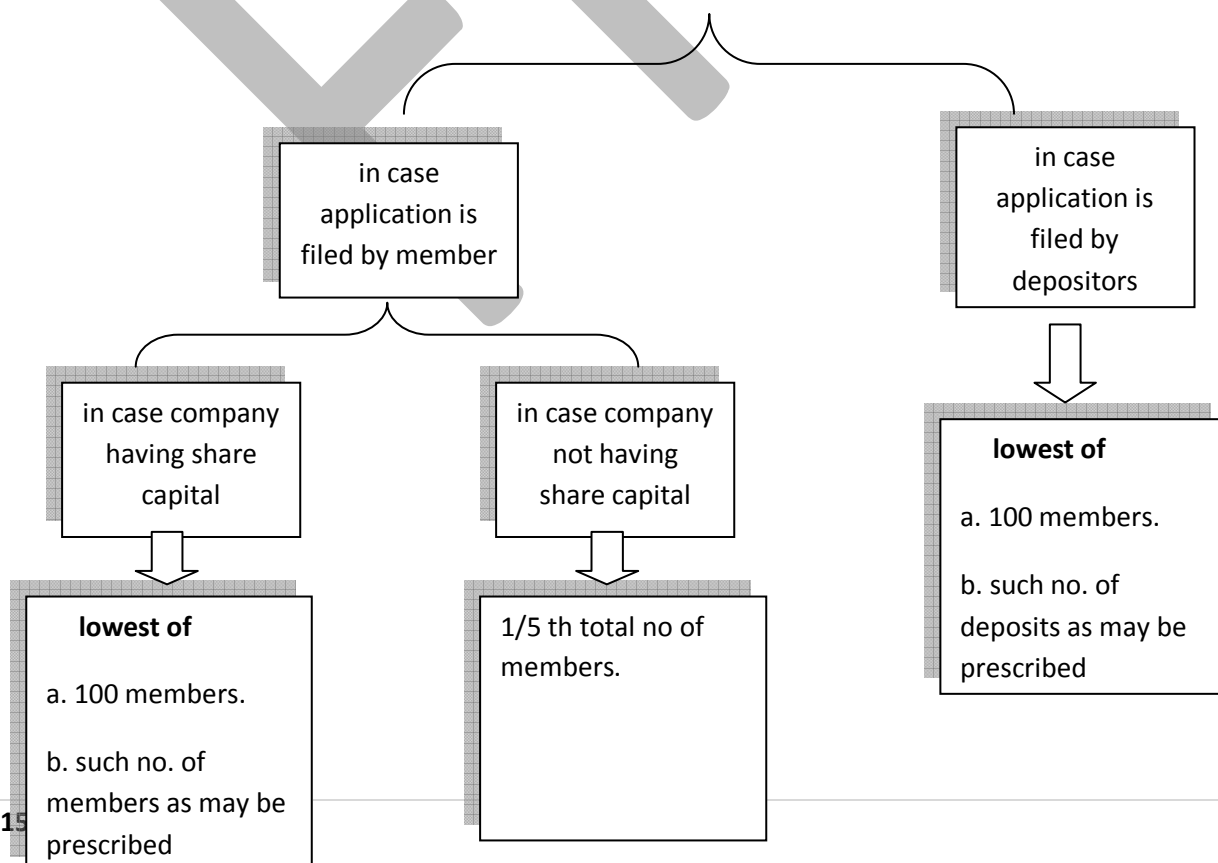 in case
application is
filed by member
in case
application is
filed by
depositors
in case company
having share
capital
in case company
not having
share capital
lowest of
a. 100 members.
b. such no. of
deposits as may be
prescribed
lowest of
a. 100 members.
b. such no. of
members as may be
prescribed
1/5 th total no of
members.
15